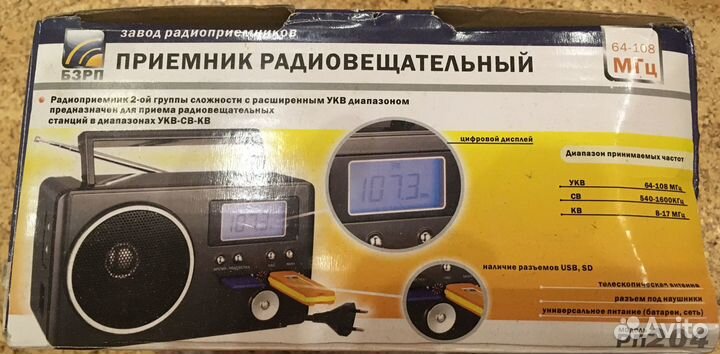 завод радиоприемников
БЗРП
ПРИЕМНИК РАДИОВЕЩАТЕЛЬНЫЙ
64-108
МГц
Радиоприемник 2-ой группы сложности с расширенным УКВ диапазоном
предназначен для приема радиовещательных
станций в диапазонах УКВ-СВ-КВ
цифровой дисплей
107.3
Диапазон принимаемых частот
УКВ 64-108 МГц
СВ 540-1600КГц
КВ 8-17 МГц
наличие разъемов USB, SD
телескопическая антенна
разъем под наушники
универсальное питание (батареи, сеть)
модель
Avito